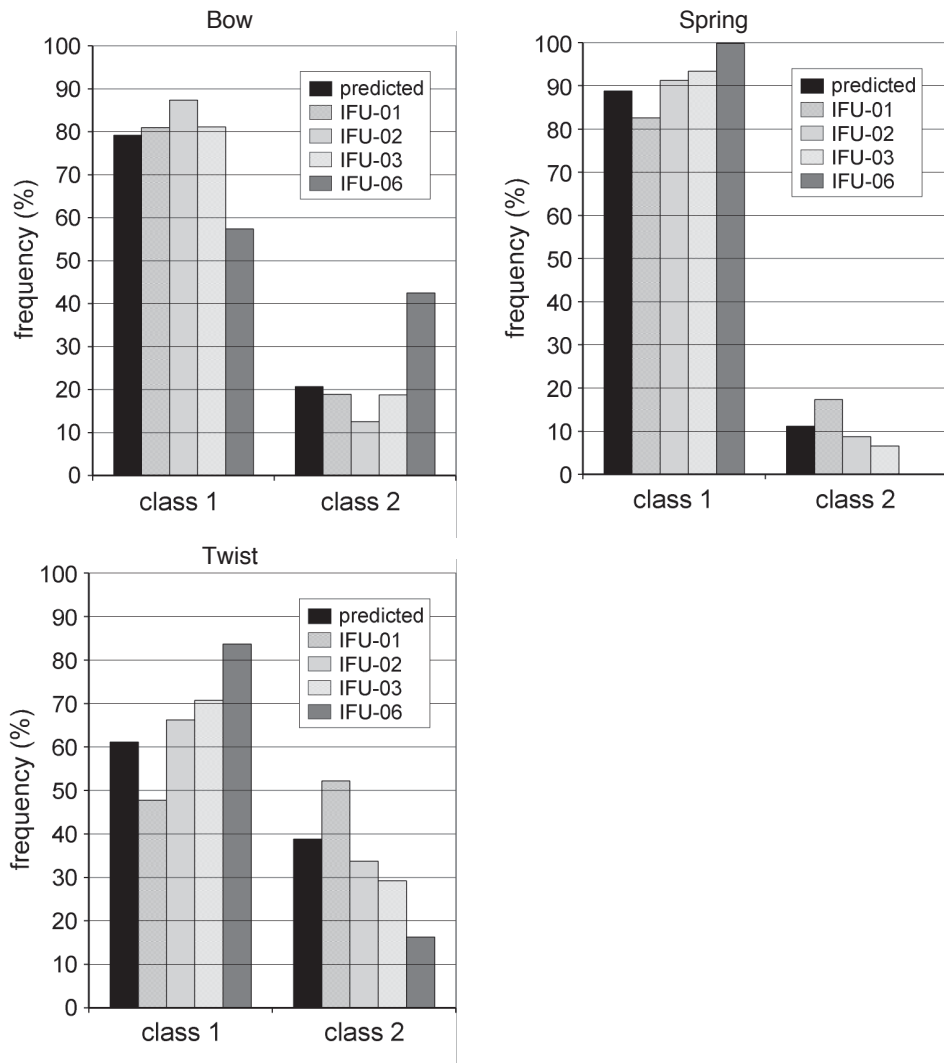 Bow
100
90
80
70
60
50
40
30
20
10
0
frequency (%)
predicted
IFU-01
IFU-02
IFU-03
IFU-06
class 1
class 2
Spring
100
90
80
70
60
50
40
30
20
10
0
frequency (%)
predicted
IFU-01
IFU-02
IFU-03
IFU-06
class 1
class 2
Twist
100
90
80
70
60
50
40
30
20
10
0
frequency (%)
predicted
IFU-01
IFU-02
IFU-03
IFU-06
class 1
class 2